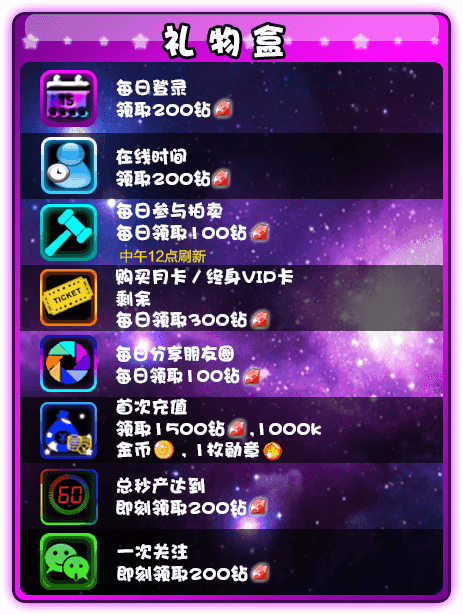 礼物盒
15
每日登录
领取200钻
在线时间
领取200钻
每日参与拍卖
每日领取100钻
中午12点刷新
TICKET
购买月卡/终身VIP卡
剩余
每日领取300钻
每日分享朋友圈
每日领取100钻
首次充值
领取1500钻,1000k
金币，1枚勋章
60
总秒产达到
即刻领取200钻
一次关注
即刻领取200钻